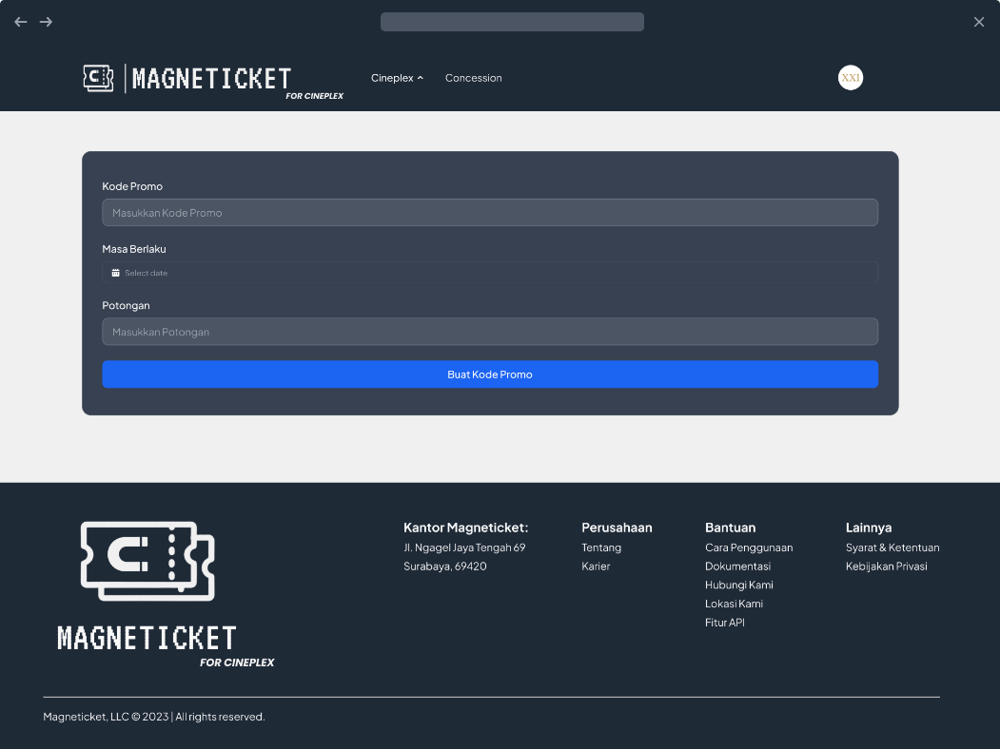 MAGNETICKET
FOR CINEPLEX
Cineplex
Concession
XXI
Kode Promo
Masukkan Kode Promo
Masa Berlaku
Select date
Potongan
Masukkan Potongan
Buat Kode Promo
MAGNETICKET
FOR CINEPLEX
Kantor Magneticket:
Jl. Ngagel Jaya Tengah 69
Surabaya, 69420
Perusahaan
Tentang
Karier
Bantuan
Cara Penggunaan
Dokumentasi
Hubungi Kami
Lokasi Kami
Fitur API
Lainnya
Syarat & Ketentuan
Kebijakan Privasi
Magneticket, LLC © 2023 | All rights reserved.